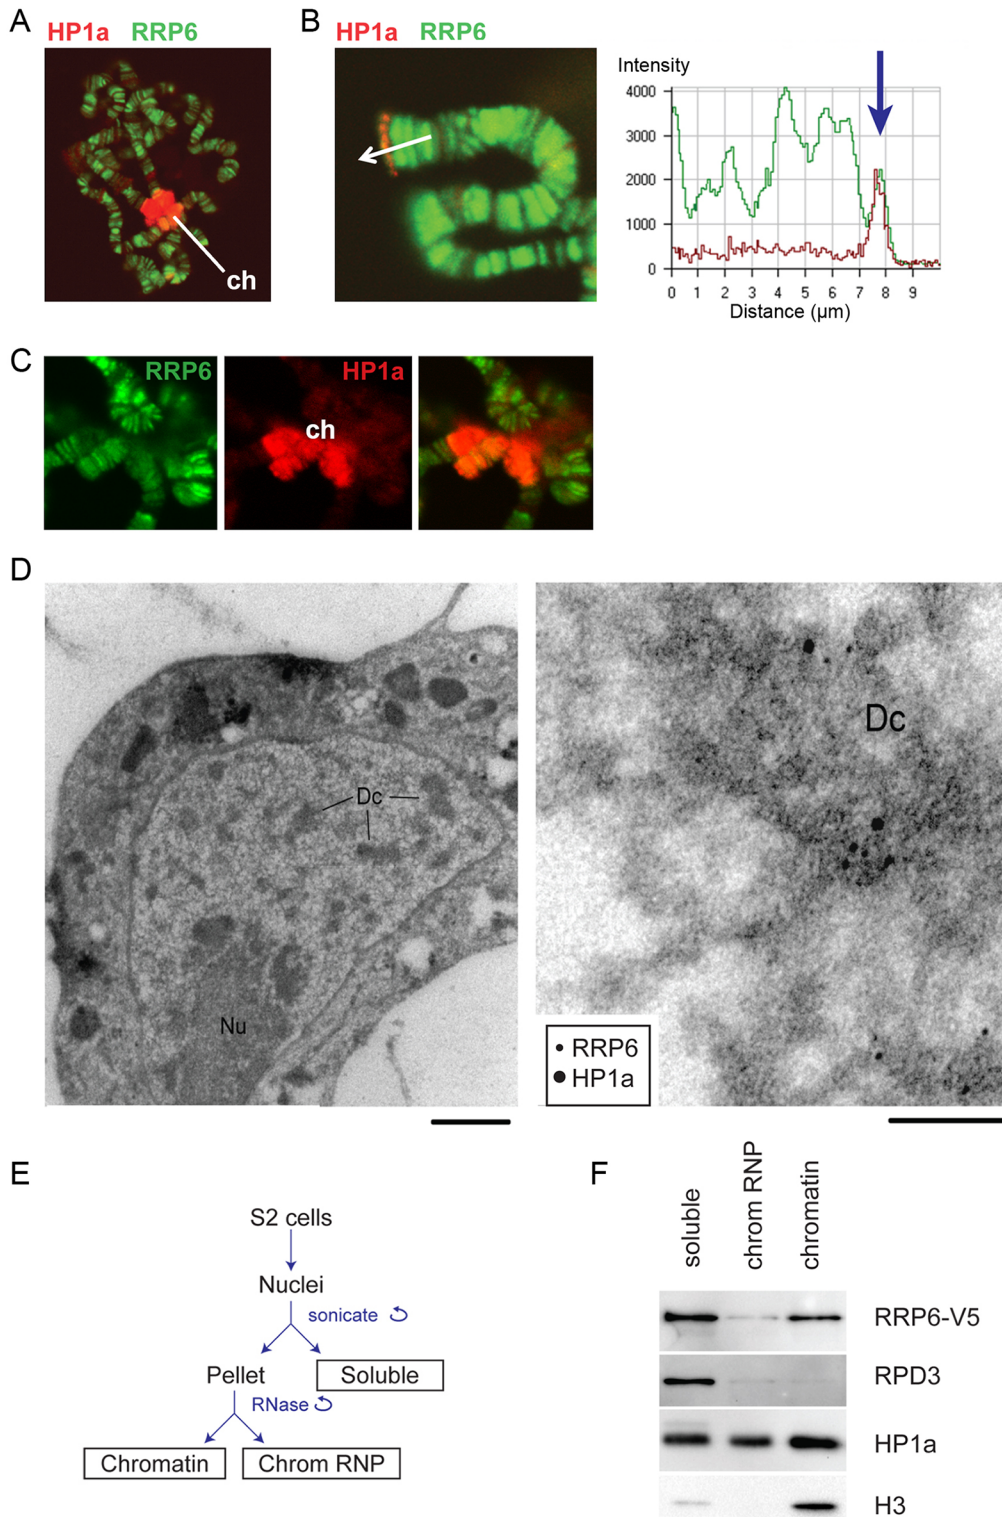 A
HP1a RRP6
ch
B
HP1a RRP6
Intensity
4000
3000
2000
1000
0
0 1 2 3 4 5 6 7 8 9
Distance (µm)
C
RRP6
HP1a
ch
D
Dc
Nu
Dc
RRP6
HP1a
E
S2 cells
Nuclei
sonicate
Pellet
Soluble
RNase
Chromatin
Chrom RNP
F
soluble
chrom RNP
chromatin
RRP6-V5
RPD3
HP1a
H3